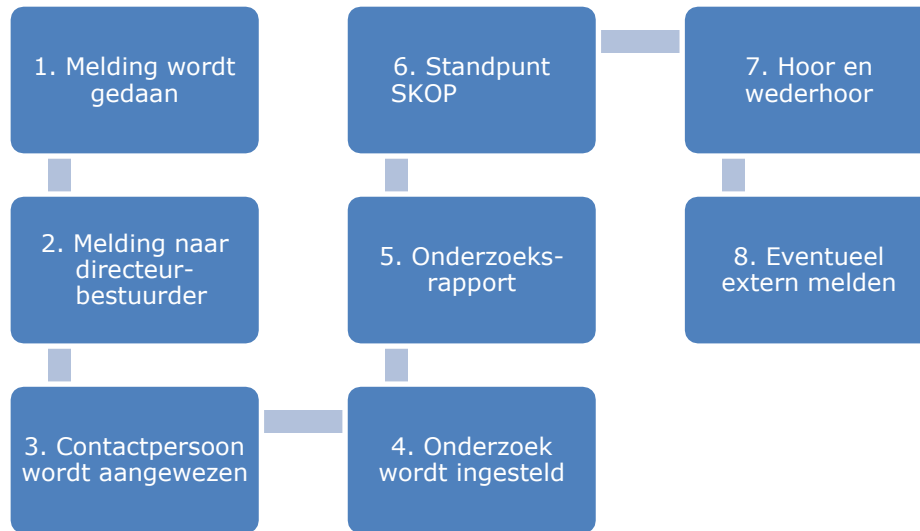 1. Melding wordt
gedaan
2. Melding naar
directeur-
bestuurder
3. Contactpersoon
wordt aangewezen
4. Onderzoek
wordt ingesteld
5. Onderzoeks-
rapport
6. Standpunt
SKOP
7. Hoor en
wederhoor
8. Eventueel
extern melden